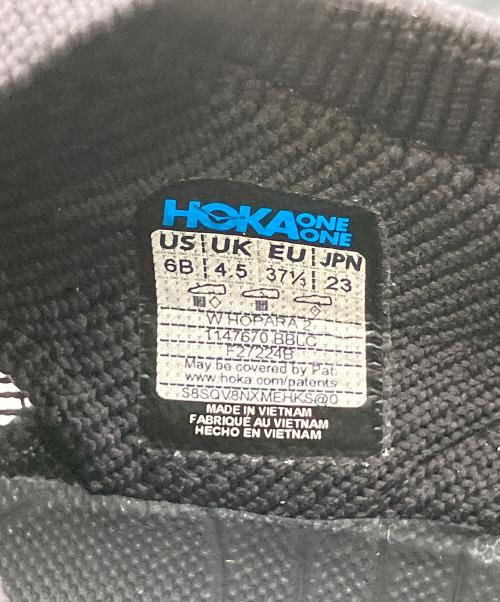 HOKA ONE ONE
US UK EU JPN
6B 4.5 37⅓ 23
W HOPARA 2
1147670 BBLC
F27224B
May be covered by Pat.
www.hoka.com/patents
S8SQV8NXMEHKS@0
MADE IN VIETNAM
FABRIQUÉ AU VIETNAM
HECHO EN VIETNAM